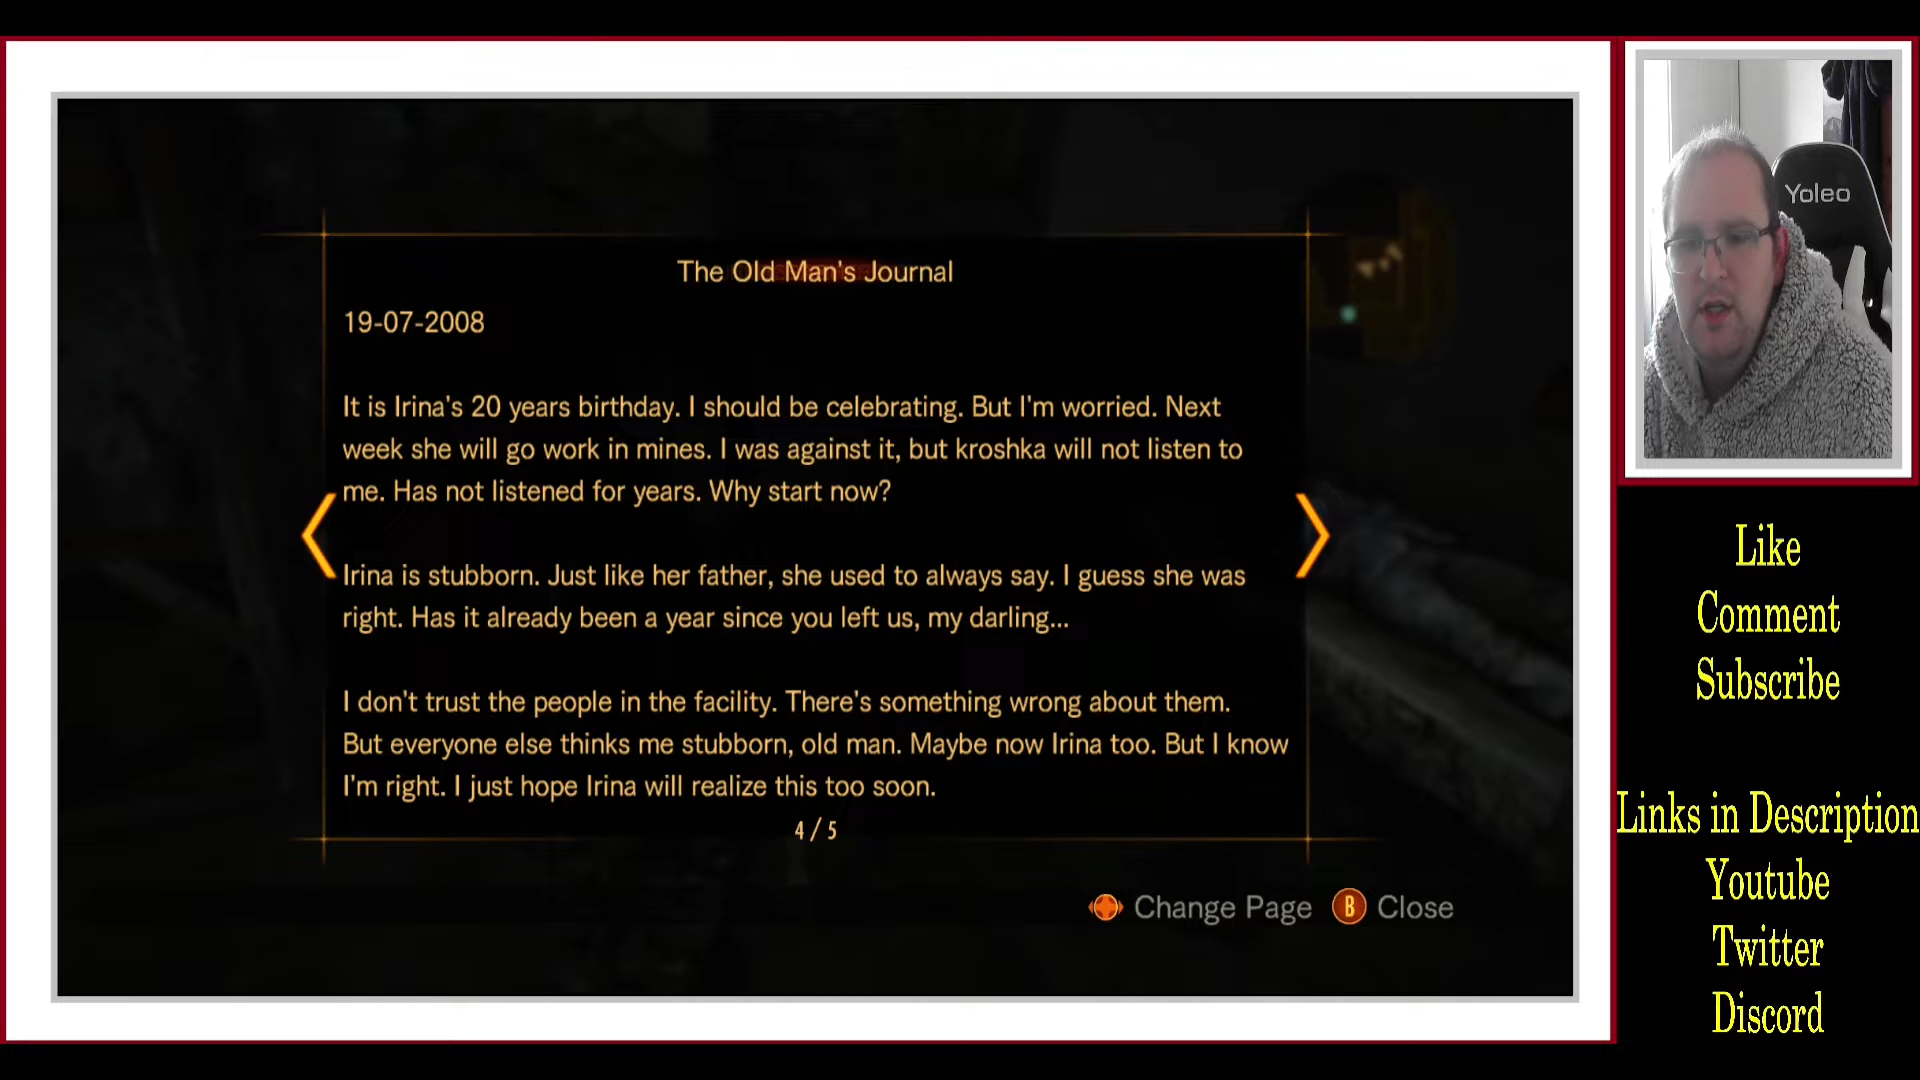 The Old Man's Journal
19-07-2008
It is Irina's 20 years birthday. I should be celebrating. But I'm worried. Next
week she will go work in mines. I was against it, but kroshka will not listen to
me. Has not listened for years. Why start now?
Irina is stubborn. Just like her father, she used to always say. I guess she was
right. Has it already been a year since you left us, my darling...
I don't trust the people in the facility. There's something wrong about them.
But everyone else thinks me stubborn, old man. Maybe now Irina too. But I know
I'm right. I just hope Irina will realize this too soon.
4 / 5
Change Page B Close
Yoleo
Like
Comment
Subscribe
Links in Description
Youtube
Twitter
Discord